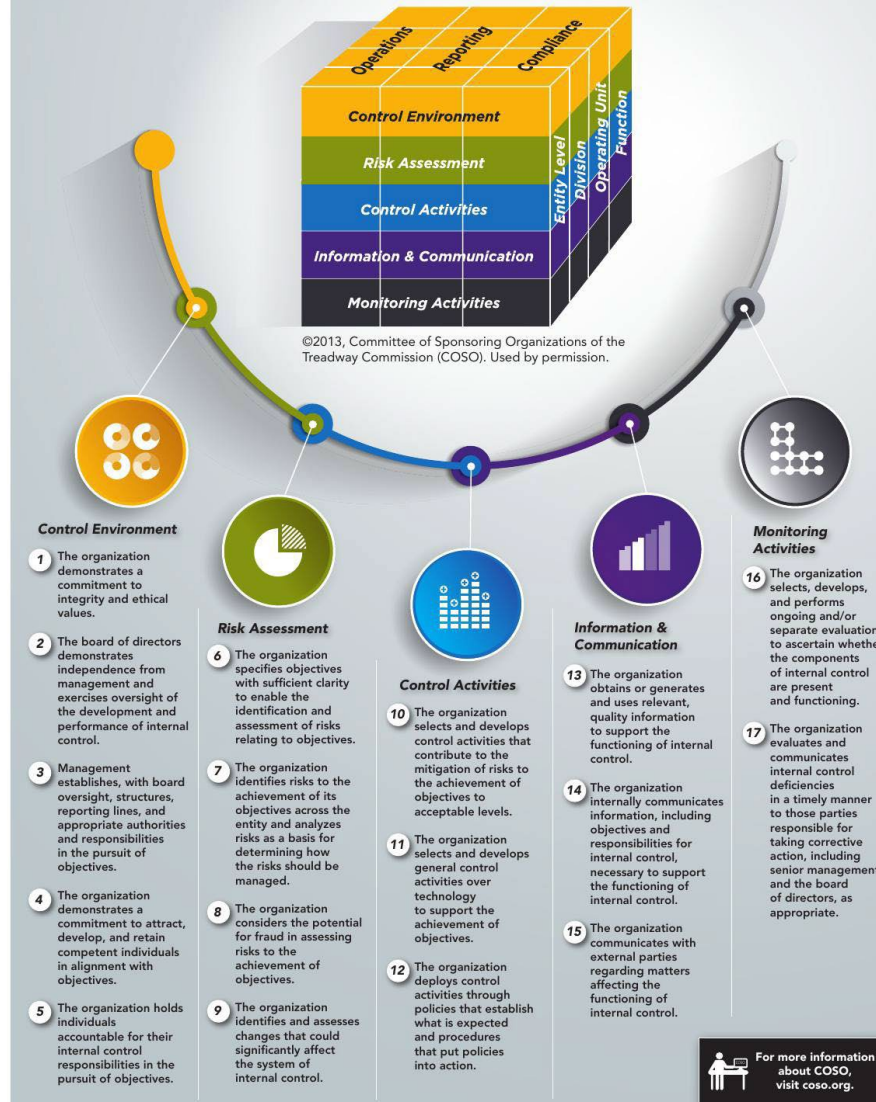 Operations
Reporting
Compliance
Control Environment
Risk Assessment
Control Activities
Information & Communication
Monitoring Activities
Entity Level
Division
Operating Unit
Function
©2013, Committee of Sponsoring Organizations of the
Treadway Commission (COSO). Used by permission.
Control Environment
1 The organization
demonstrates a
commitment to
integrity and ethical
values.
2 The board of directors
demonstrates
independence from
management and
exercises oversight of
the development and
performance of internal
control.
3 Management
establishes, with board
oversight, structures,
reporting lines, and
appropriate authorities
and responsibilities
in the pursuit of
objectives.
4 The organization
demonstrates a
commitment to attract,
develop, and retain
competent individuals
in alignment with
objectives.
5 The organization holds
individuals
accountable for their
internal control
responsibilities in the
pursuit of objectives.
Risk Assessment
6 The organization
specifies objectives
with sufficient clarity
to enable the
identification and
assessment of risks
relating to objectives.
7 The organization
identifies risks to the
achievement of its
objectives across the
entity and analyzes
risks as a basis for
determining how
the risks should be
managed.
8 The organization
considers the potential
for fraud in assessing
risks to the
achievement of
objectives.
9 The organization
identifies and assesses
changes that could
significantly affect
the system of
internal control.
Control Activities
10 The organization
selects and develops
control activities that
contribute to the
mitigation of risks to
the achievement of
objectives to
acceptable levels.
11 The organization
selects and develops
general control
activities over
technology
to support the
achievement of
objectives.
12 The organization
deploys control
activities through
policies that establish
what is expected
and procedures
that put policies
into action.
Information &
Communication
13 The organization
obtains or generates
and uses relevant,
quality information
to support the
functioning of internal
control.
14 The organization
internally communicates
information, including
objectives and
responsibilities for
internal control,
necessary to support
the functioning of
internal control.
15 The organization
communicates with
external parties
regarding matters
affecting the
functioning of
internal control.
Monitoring
Activities
16 The organization
selects, develops,
and performs
ongoing and/or
separate evaluation
to ascertain whethe
the components
of internal control
are present
and functioning.
17 The organization
evaluates and
communicates
internal control
deficiencies
in a timely manner
to those parties
responsible for
taking corrective
action, including
senior management
and the board
of directors, as
appropriate.
For more information
about COSO,
visit coso.org.